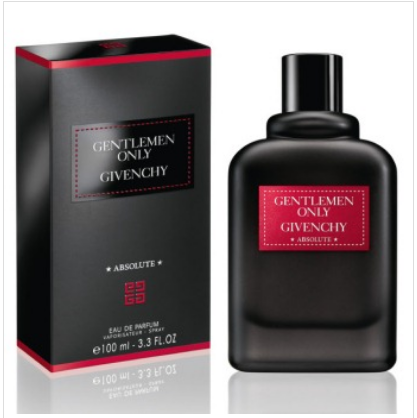 GENTLEMEN
ONLY
GIVENCHY
★ ABSOLUTE ★
EAU DE PARFUM
VAPORISATEUR - SPRAY
e 100 ml - 3.3 FL.OZ
GENTLEMEN
ONLY
GIVENCHY
★ ABSOLUTE ★